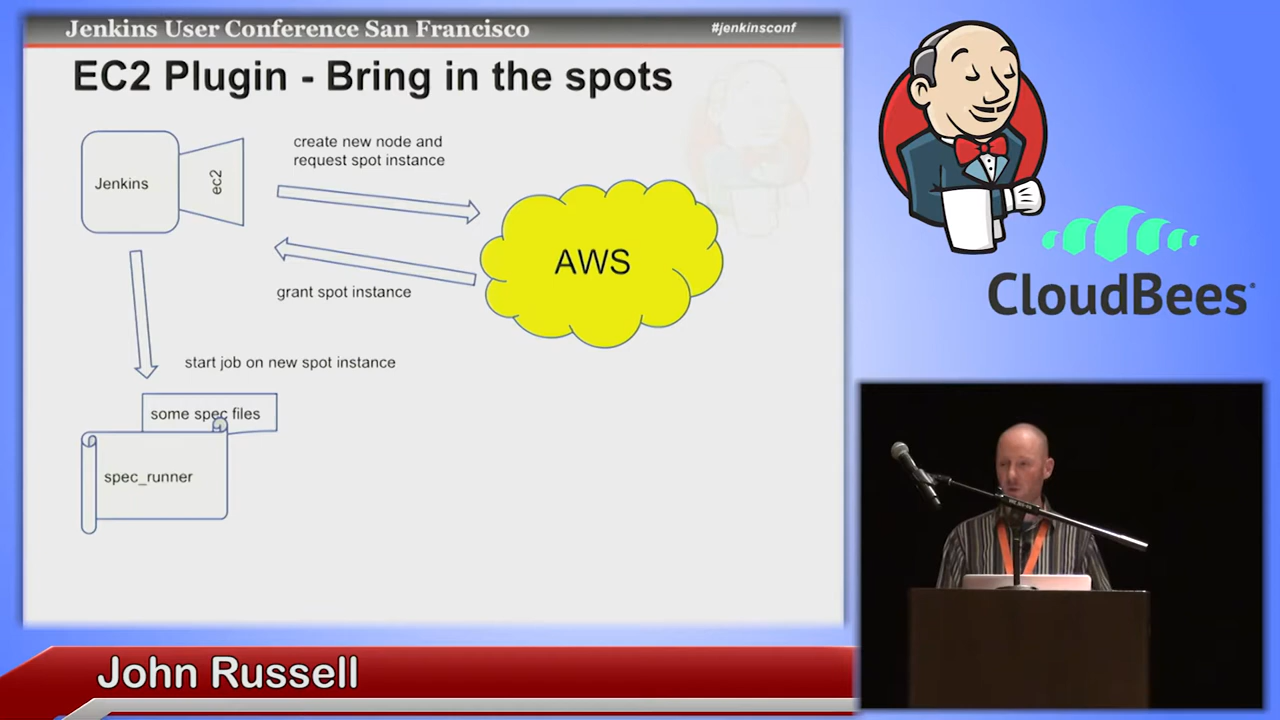 Jenkins User Conference San Francisco
#jenkinsconf
EC2 Plugin - Bring in the spots
Jenkins
ec2
create new node and
request spot instance
AWS
grant spot instance
start job on new spot instance
some spec files
spec_runner
CloudBees
John Russell